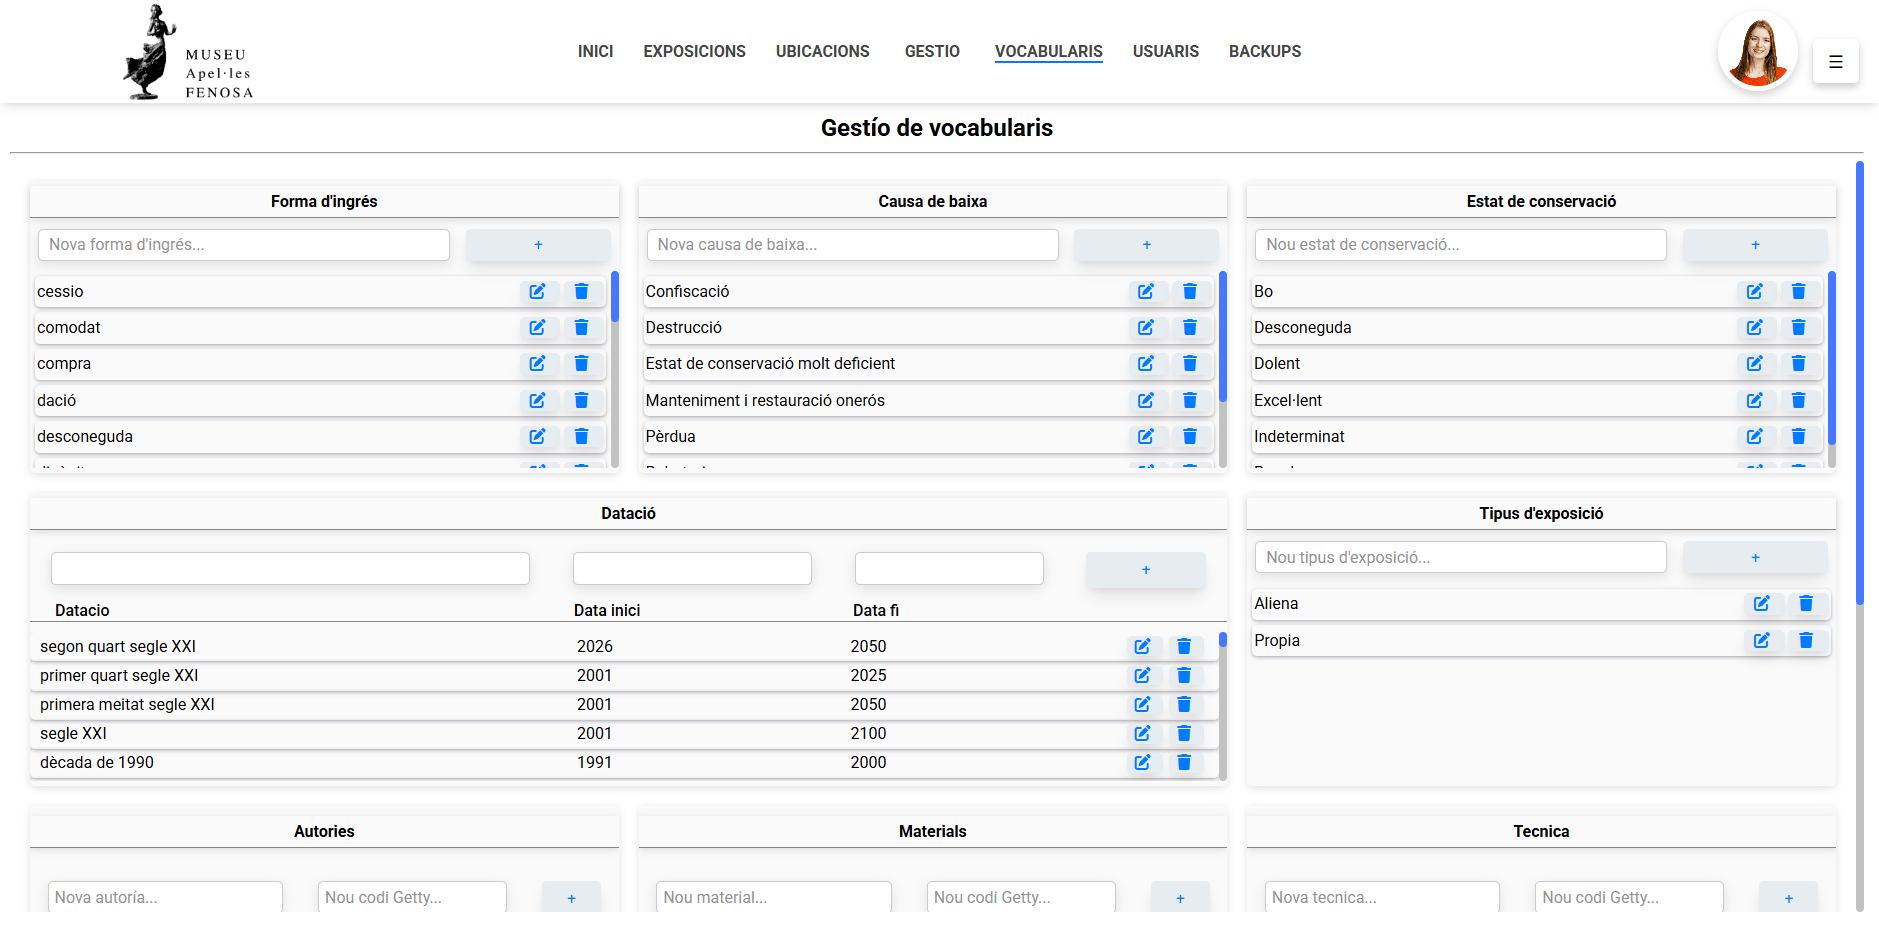 MUSEU
Apel·les
FENOSA
INICI EXPOSICIONS UBICACIONS GESTIO VOCABULARIS USUARIS BACKUPS
☰
Gestío de vocabularis
Forma d'ingrés
Nova forma d'ingrés... +
cessio
comodat
compra
dació
desconeguda
Causa de baixa
Nova causa de baixa... +
Confiscació
Destrucció
Estat de conservació molt deficient
Manteniment i restauració onerós
Pèrdua
Estat de conservació
Nou estat de conservació... +
Bo
Desconeguda
Dolent
Excel·lent
Indeterminat
Datació
+
Datacio Data inici Data fi
segon quart segle XXI 2026 2050
primer quart segle XXI 2001 2025
primera meitat segle XXI 2001 2050
segle XXI 2001 2100
dècada de 1990 1991 2000
Tipus d'exposició
Nou tipus d'exposició... +
Aliena
Propia
Autories
Nova autoría... Nou codi Getty... +
Materials
Nou material... Nou codi Getty... +
Tecnica
Nova tecnica... Nou codi Getty... +